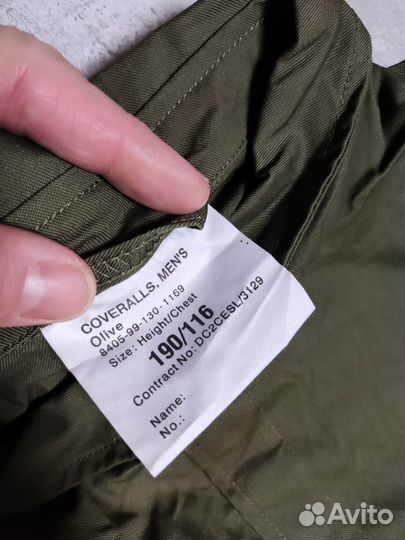 COVERALLS, MEN'S
Olive
8405-99-130-1169
Size: Height/Chest
190/116
Contract No: DC2CESL/3129
Name:
No.:
Avito